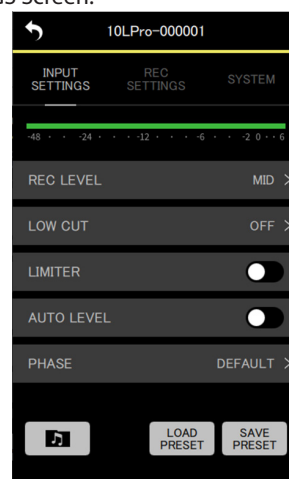 10LPro-000001
INPUT SETTINGS
REC SETTINGS
SYSTEM
-48 · · -24 · · · -12 · · · -6 · · -2 0 · · 6
REC LEVEL MID >
LOW CUT OFF >
LIMITER
AUTO LEVEL
PHASE DEFAULT >
LOAD PRESET
SAVE PRESET